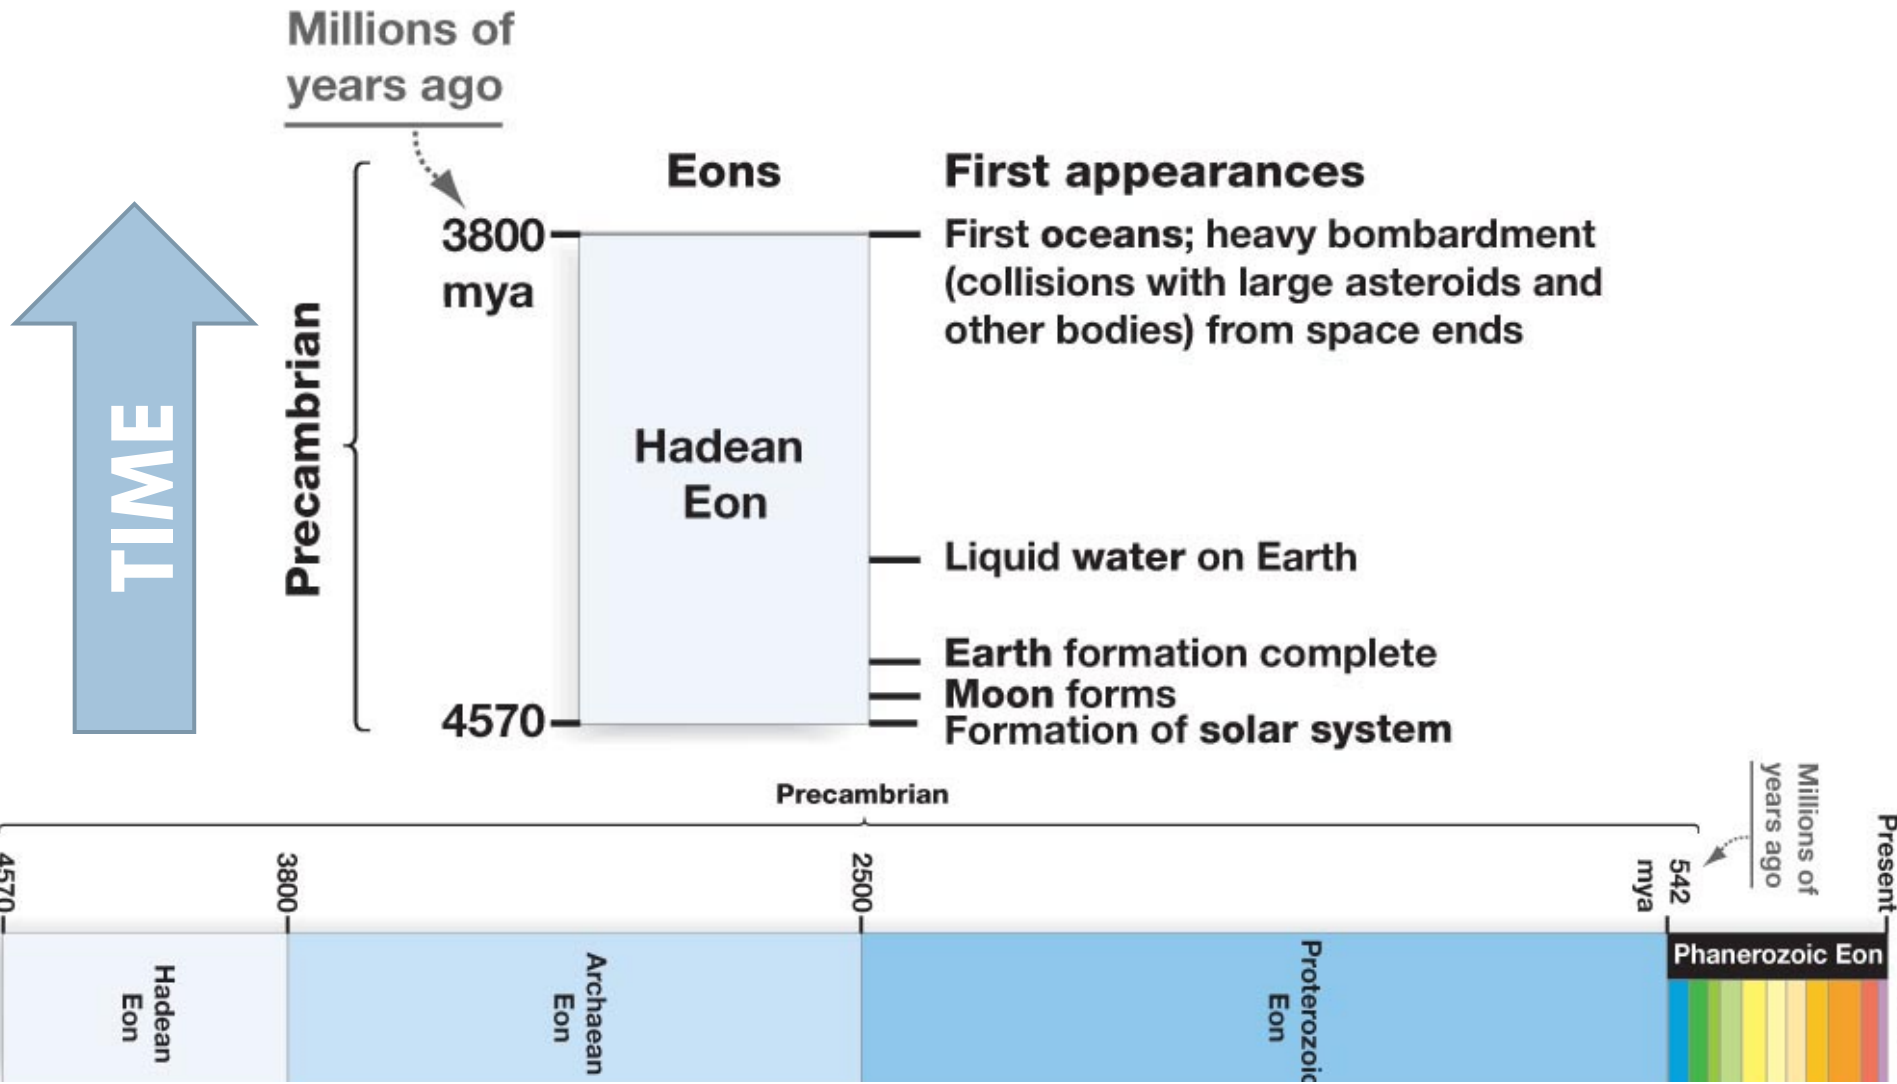 Millions of
years ago
Eons
First appearances
3800
mya
First oceans; heavy bombardment
(collisions with large asteroids and
other bodies) from space ends
TIME
Precambrian
Hadean
Eon
Liquid water on Earth
Earth formation complete
Moon forms
4570
Formation of solar system
Precambrian
Millions of
years ago
4570
3800
2500
542
mya
Present
Phanerozoic Eon
Hadean
Eon
Archaean
Eon
Proterozoic
Eon